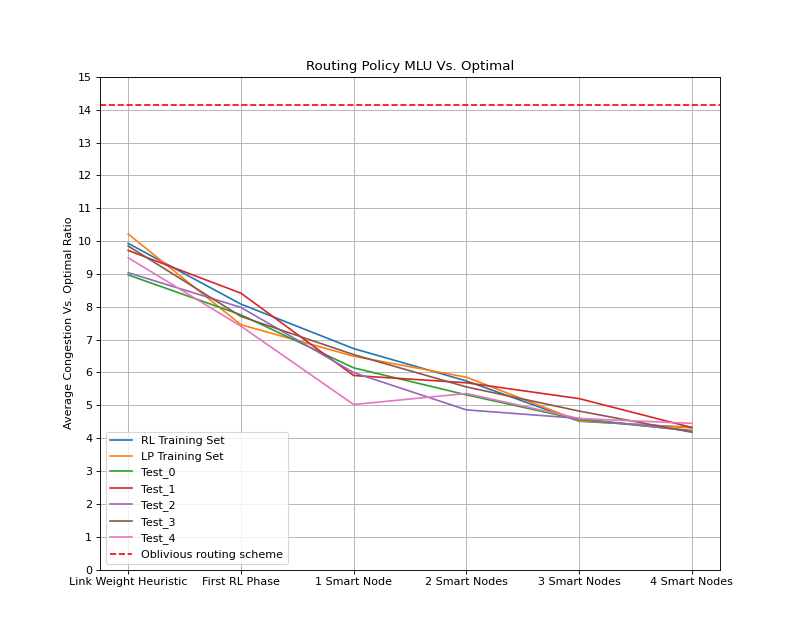 Routing Policy MLU Vs. Optimal
Average Congestion Vs. Optimal Ratio
15
14
13
12
11
10
9
8
7
6
5
4
3
2
1
0
RL Training Set
LP Training Set
Test_0
Test_1
Test_2
Test_3
Test_4
Oblivious routing scheme
Link Weight Heuristic
First RL Phase
1 Smart Node
2 Smart Nodes
3 Smart Nodes
4 Smart Nodes